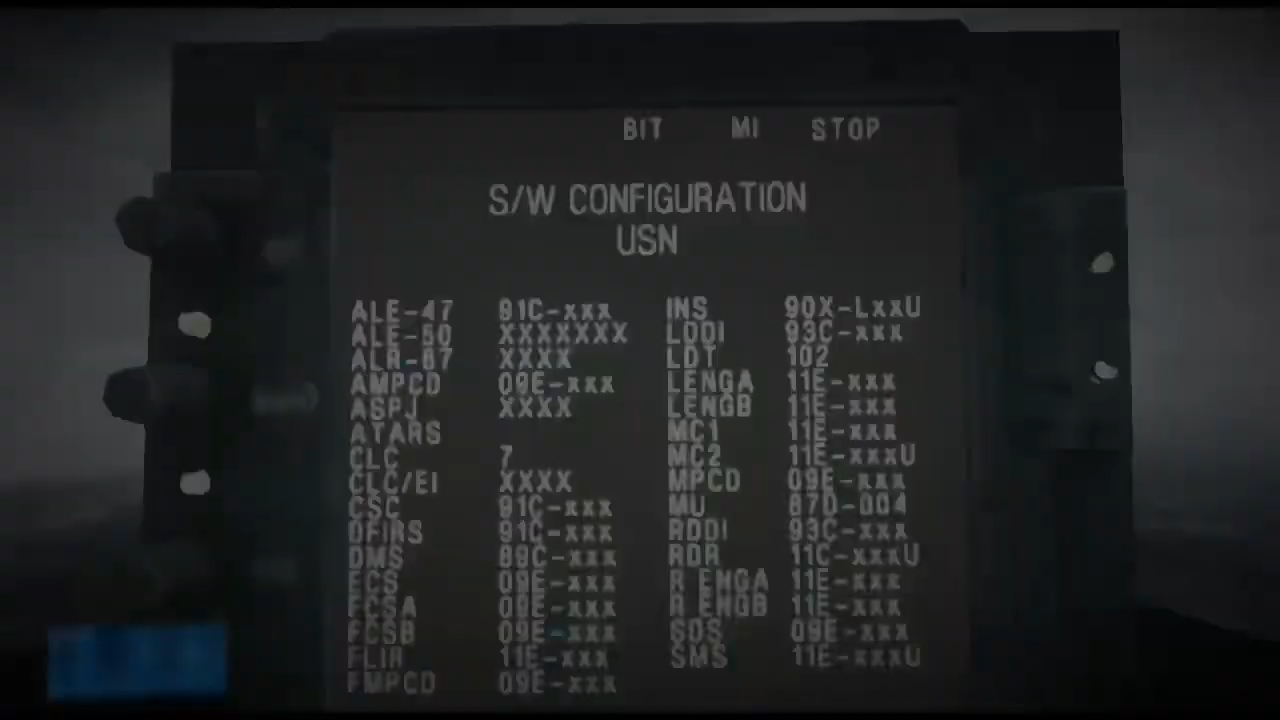 BIT MI STOP
S/W CONFIGURATION
USN
ALE-47 91C-xxx INS 90X-LxxU
ALE-50 XXXXXXX LDDI 93C-xxx
ALR-67 XXXX LDT 102
AMPCD 09E-xxx LENGA 11E-xxx
ASPJ XXXX LENGB 11E-xxx
ATARS MC1 11E-xxx
CLC 7 MC2 11E-xxxU
CLC/EI XXXX MPCD 09E-xxx
CSC 91C-xxx MU 87D-004
DFIRS 91C-xxx RDDI 93C-xxx
DMS 89C-xxx RDR 11C-xxxU
ECS 09E-xxx R ENGA 11E-xxx
FCSA 09E-xxx R ENGB 11E-xxx
FCSB 09E-xxx SDS 09E-xxx
FLIR 11E-xxx SMS 11E-xxxU
FMPCD 09E-xxx